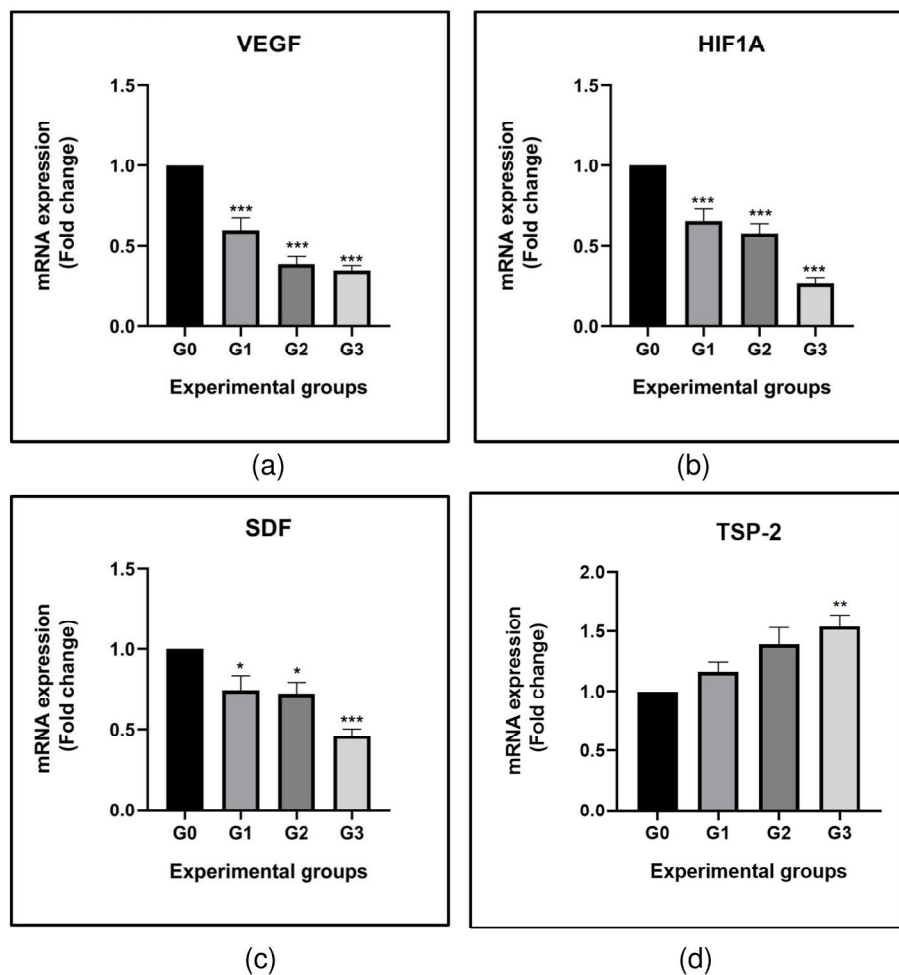 VEGF
mRNA expression
(Fold change)
1.5
1.0
0.5
0.0
***
***
***
G0 G1 G2 G3
Experimental groups
(a)
HIF1A
mRNA expression
(Fold change)
1.5
1.0
0.5
0.0
***
***
***
G0 G1 G2 G3
Experimental groups
(b)
SDF
mRNA expression
(Fold change)
1.5
1.0
0.5
0.0
*
*
***
G0 G1 G2 G3
Experimental groups
(c)
TSP-2
mRNA expression
(Fold change)
2.0
1.5
1.0
0.5
0.0
**
G0 G1 G2 G3
Experimental groups
(d)